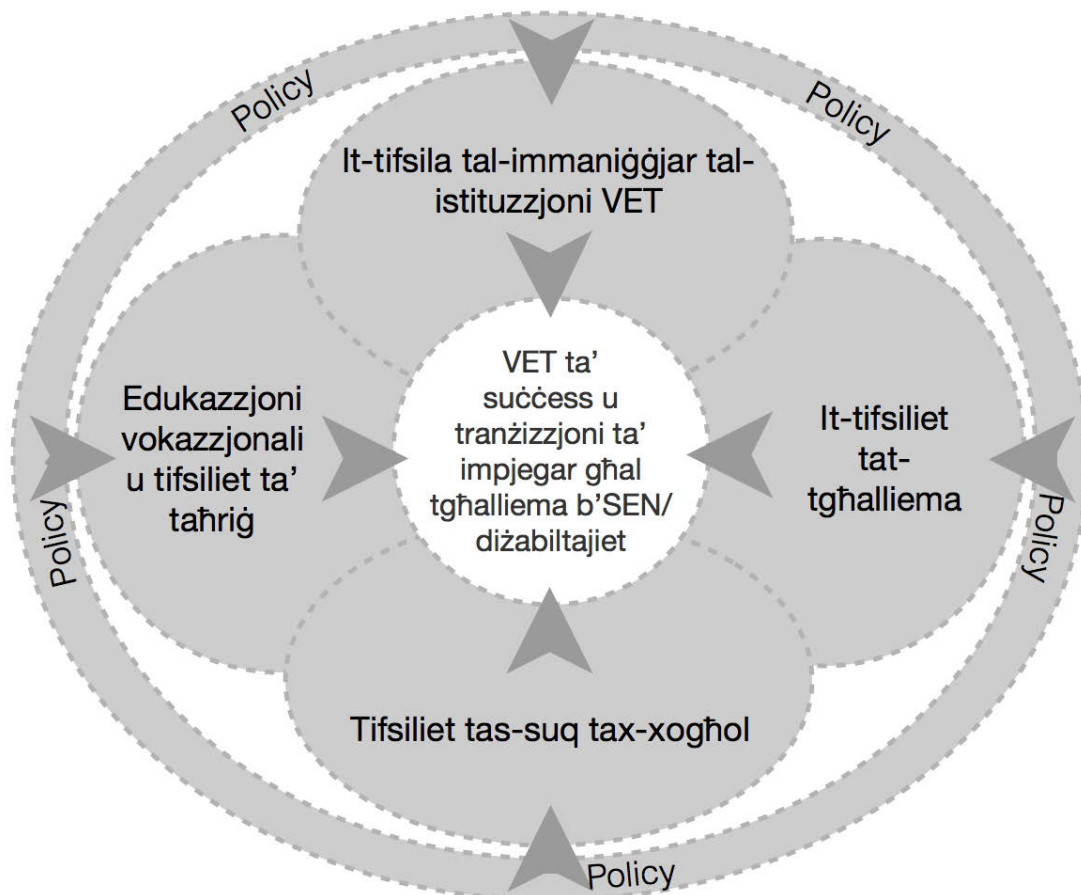 Policy
Policy
It-tifsila tal-immaniġġjar tal-
istituzzjoni VET
Edukazzjoni
vokazzjonali
u tifsiliet ta'
taħriġ
VET ta'
suċċess u
tranżizzjoni ta'
impjegar għal
tgħalliema b'SEN/
diżabiltajiet
It-tifsiliet
tat-
tgħalliema
Policy
Policy
Tifsiliet tas-suq tax-xogħol
Policy